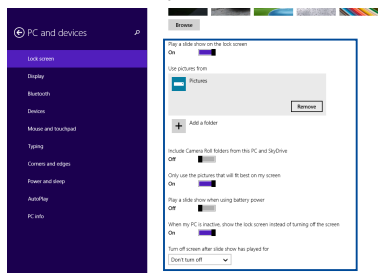 PC and devices
Lock screen
Display
Bluetooth
Devices
Mouse and touchpad
Typing
Corners and edges
Power and sleep
AutoPlay
PC info
Browse
Play a slide show on the lock screen
On
Use pictures from
Pictures
Remove
Add a folder
Include Camera Roll folders from this PC and SkyDrive
Off
Only use the pictures that will fit best on my screen
On
Play a slide show when using battery power
Off
When my PC is inactive, show the lock screen instead of turning off the screen
On
Turn off screen after slide show has played for
Don't turn off